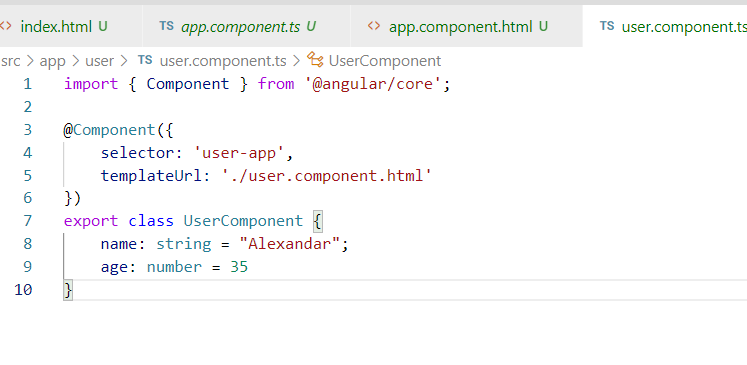 index.html U app.component.ts U app.component.html U user.component.ts
src > app > user > TS user.component.ts > UserComponent
1 import { Component } from '@angular/core';
2
3 @Component({
4 selector: 'user-app',
5 templateUrl: './user.component.html'
6 })
7 export class UserComponent {
8 name: string = "Alexandar";
9 age: number = 35
10 }